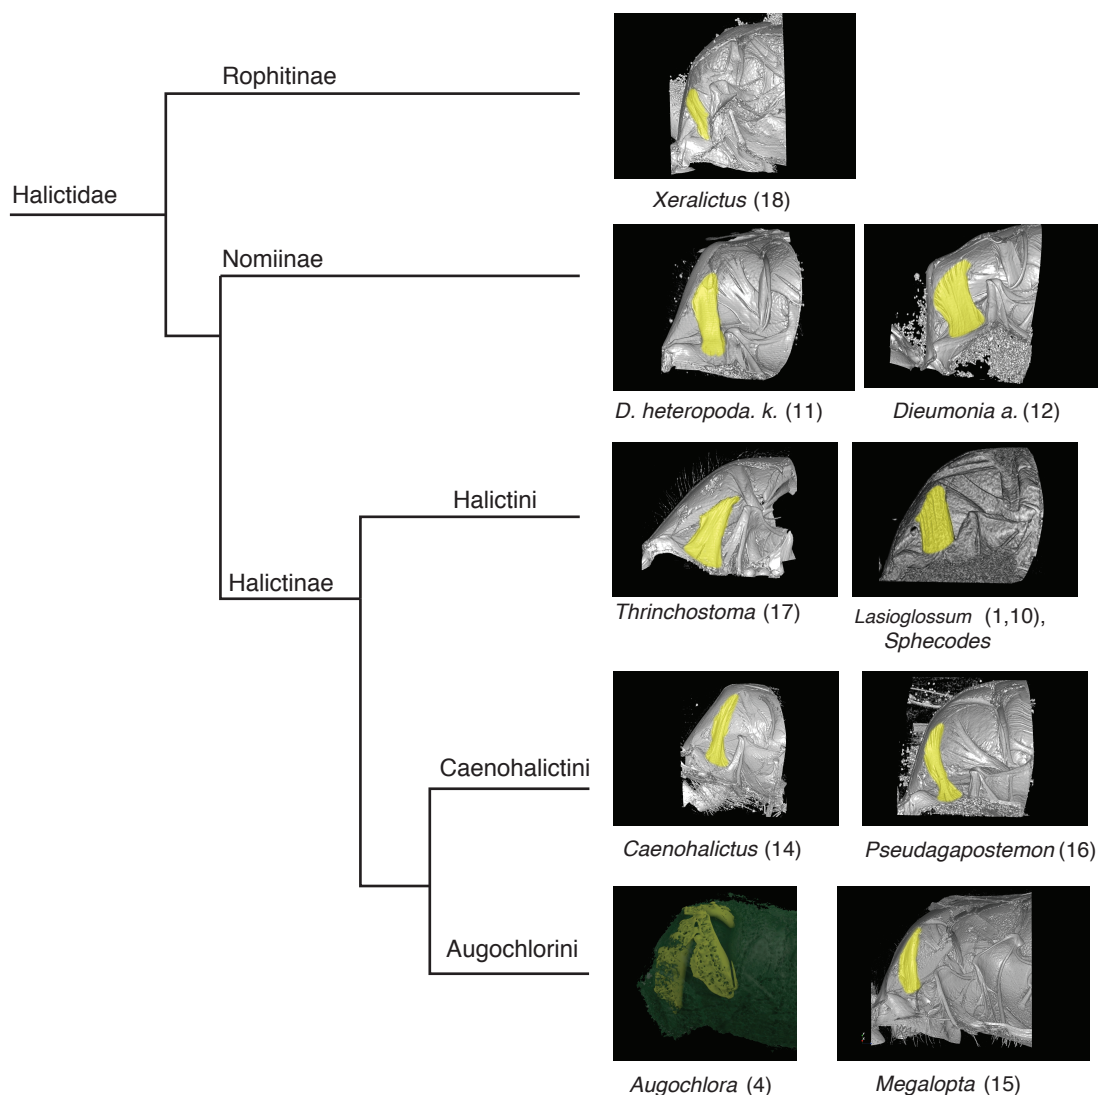 Rophitinae
Halictidae
Xeralictus (18)
Nomiinae
D. heteropoda. k. (11)
Dieumonia a. (12)
Halictini
Halictinae
Thrinchostoma (17)
Lasioglossum (1,10),
Sphecodes
Caenohalictini
Caenohalictus (14)
Pseudagapostemon (16)
Augochlorini
Augochlora (4)
Megalopta (15)